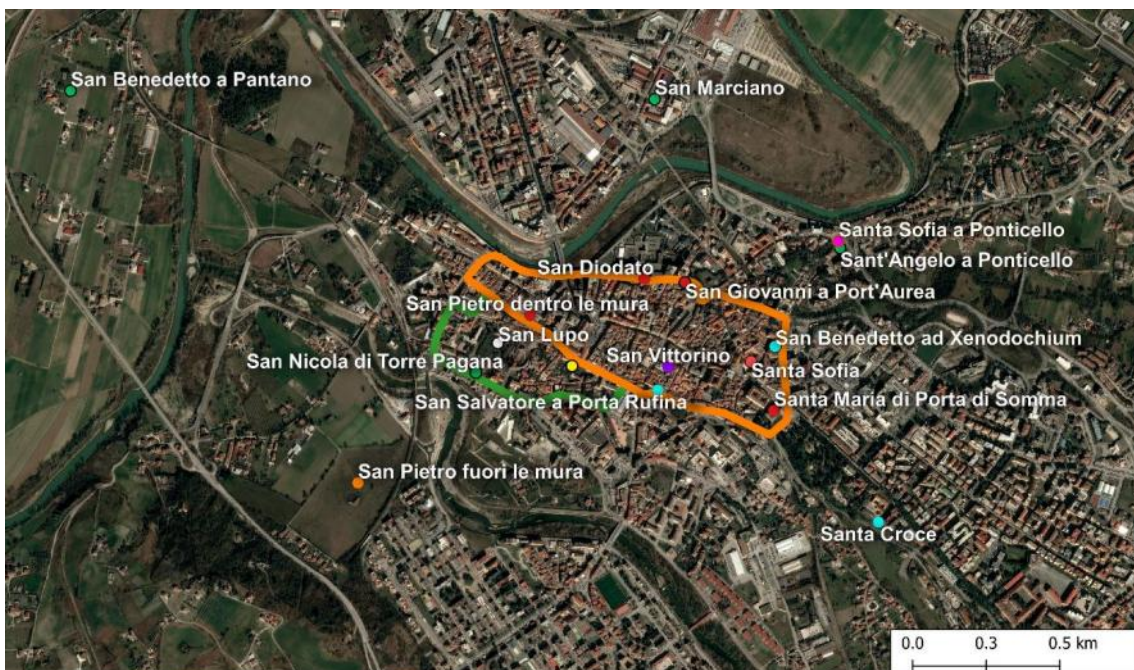 San Benedetto a Pantano
San Marciano
Santa Sofia a Ponticello
Sant'Angelo a Ponticello
San Diodato
San Giovanni a Port'Aurea
San Pietro dentro le mura
San Lupo
San Benedetto ad Xenodochium
San Vittorino
San Nicola di Torre Pagana
Santa Sofia
San Salvatore a Porta Rufina
Santa Maria di Porta di Somma
San Pietro fuori le mura
Santa Croce
0.0 0.3 0.5 km